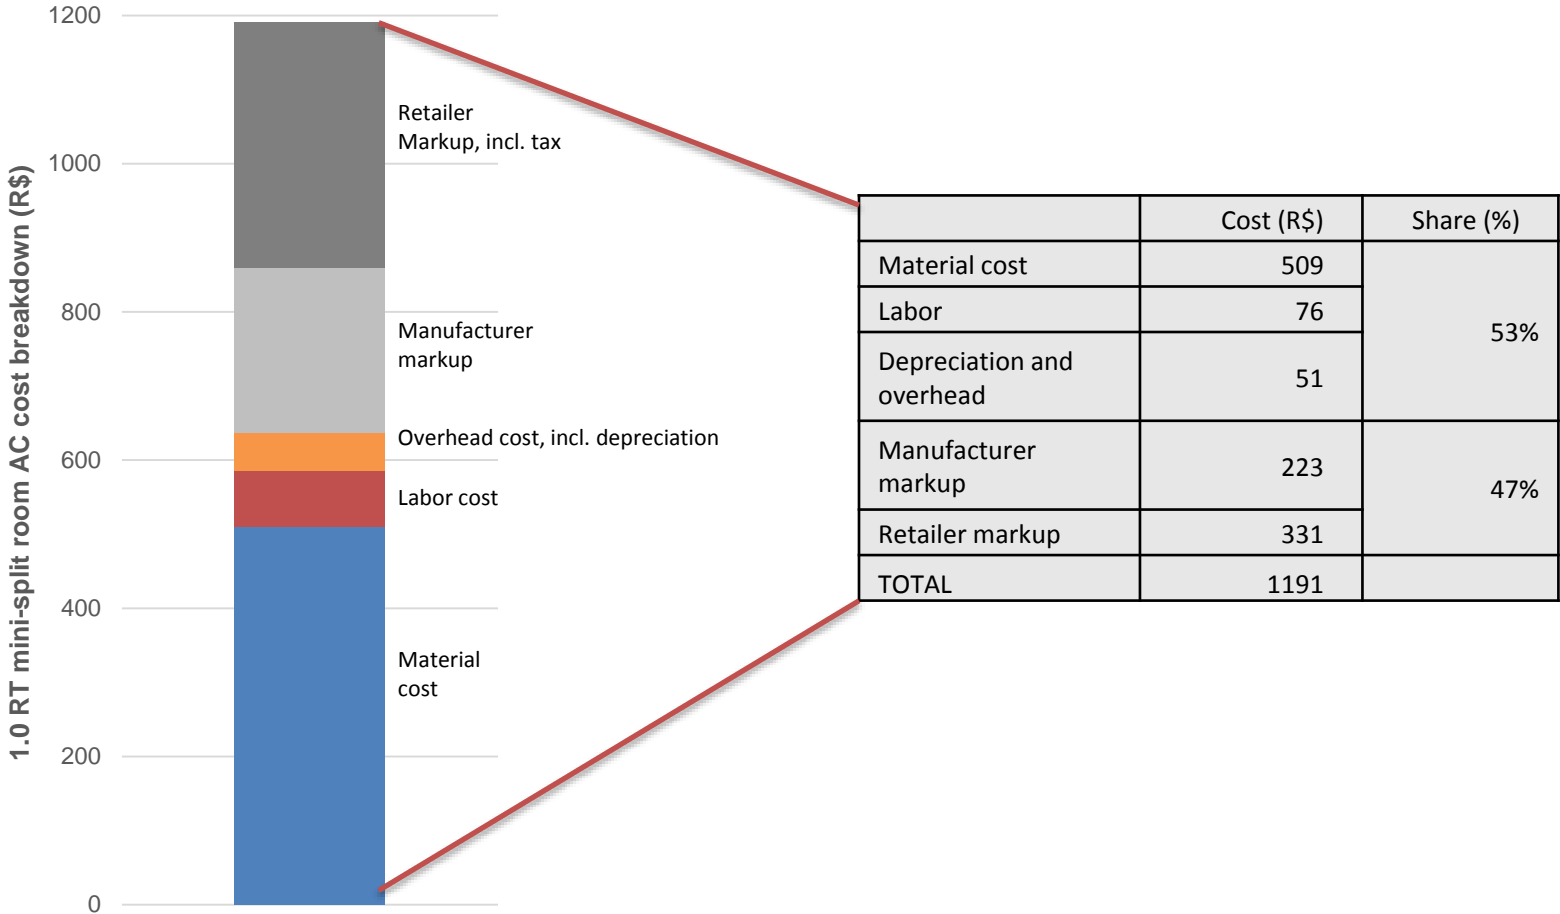 1.0 RT mini-split room AC cost breakdown (R$)
1200
1000
800
600
400
200
0
Retailer
Markup, incl. tax
Manufacturer
markup
Overhead cost, incl. depreciation
Labor cost
Material
cost
Cost (R$) Share (%)
Material cost 509
Labor 76
53%
Depreciation and
overhead 51
Manufacturer
markup 223
47%
Retailer markup 331
TOTAL 1191